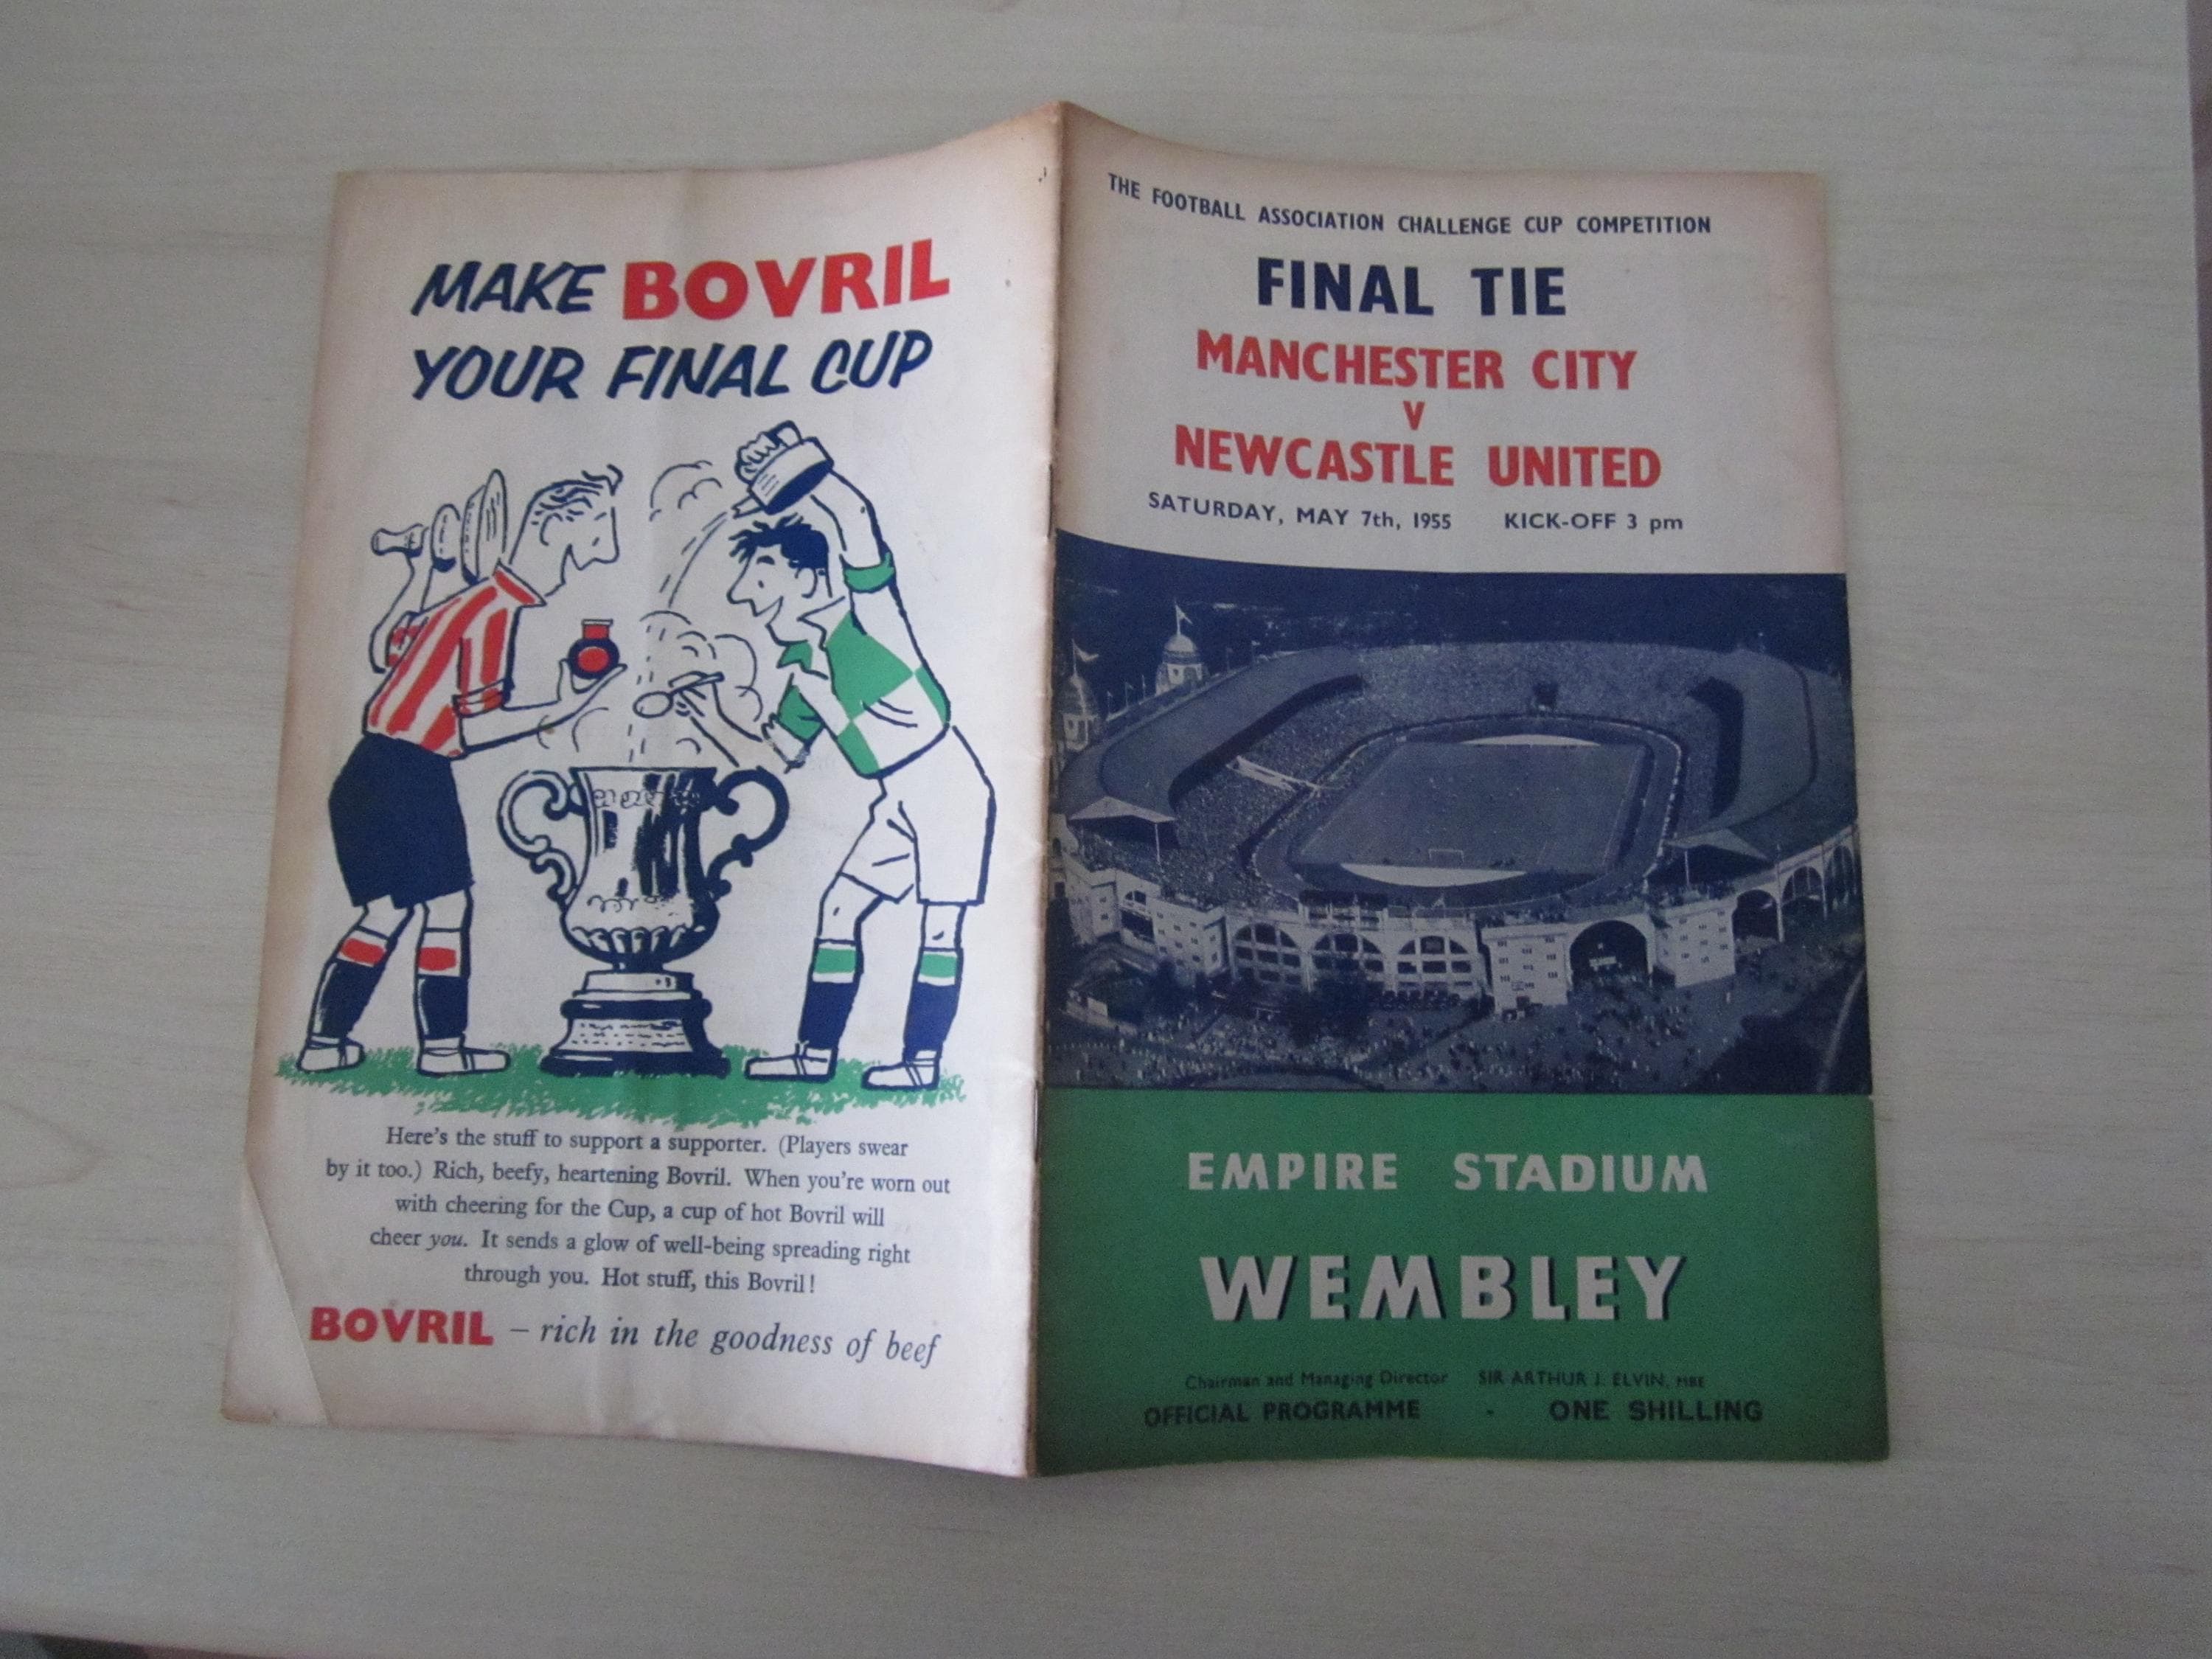 MAKE BOVRIL
YOUR FINAL CUP
Here's the stuff to support a supporter. (Players swear
by it too.) Rich, beefy, heartening Bovril. When you're worn out
with cheering for the Cup, a cup of hot Bovril will
cheer you. It sends a glow of well-being spreading right
through you. Hot stuff, this Bovril!
BOVRIL – rich in the goodness of beef
THE FOOTBALL ASSOCIATION CHALLENGE CUP COMPETITION
FINAL TIE
MANCHESTER CITY
V
NEWCASTLE UNITED
SATURDAY, MAY 7th, 1955 KICK-OFF 3 pm
EMPIRE STADIUM
WEMBLEY
Chairman and Managing Director SIR ARTHUR J. ELVIN, MBE
OFFICIAL PROGRAMME - ONE SHILLING